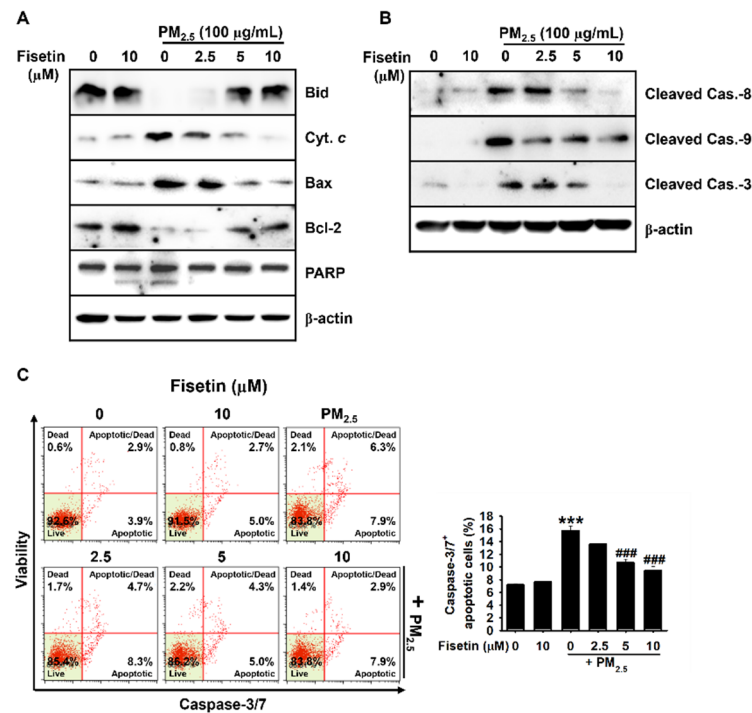 A
PM2.5 (100 μg/mL)
Fisetin 0 10 0 2.5 5 10
(μM)
Bid
Cyt. c
Bax
Bcl-2
PARP
β-actin
B
PM2.5 (100 μg/mL)
Fisetin 0 10 0 2.5 5 10
(μM)
Cleaved Cas.-8
Cleaved Cas.-9
Cleaved Cas.-3
β-actin
C
Fisetin (μM)
0 10 PM2.5
Dead Apoptotic/Dead Dead Apoptotic/Dead Dead Apoptotic/Dead
0.6% 2.9% 0.8% 2.7% 2.1% 6.3%
92.6% 3.9% 91.5% 5.0% 83.8% 7.9%
Live Apoptotic Live Apoptotic Live Apoptotic
2.5 5 10
Dead Apoptotic/Dead Dead Apoptotic/Dead Dead Apoptotic/Dead
1.7% 4.7% 2.2% 4.3% 1.4% 2.9%
85.4% 8.3% 86.2% 5.0% 83.8% 7.9%
Live Apoptotic Live Apoptotic Live Apoptotic
Viability
Caspase-3/7
+ PM2.5
Caspase-3/7+
apoptotic cells (%)
18
16
14
12
10
8
6
4
2
0
***
###
###
Fisetin (μM) 0 10 0 2.5 5 10
+ PM2.5